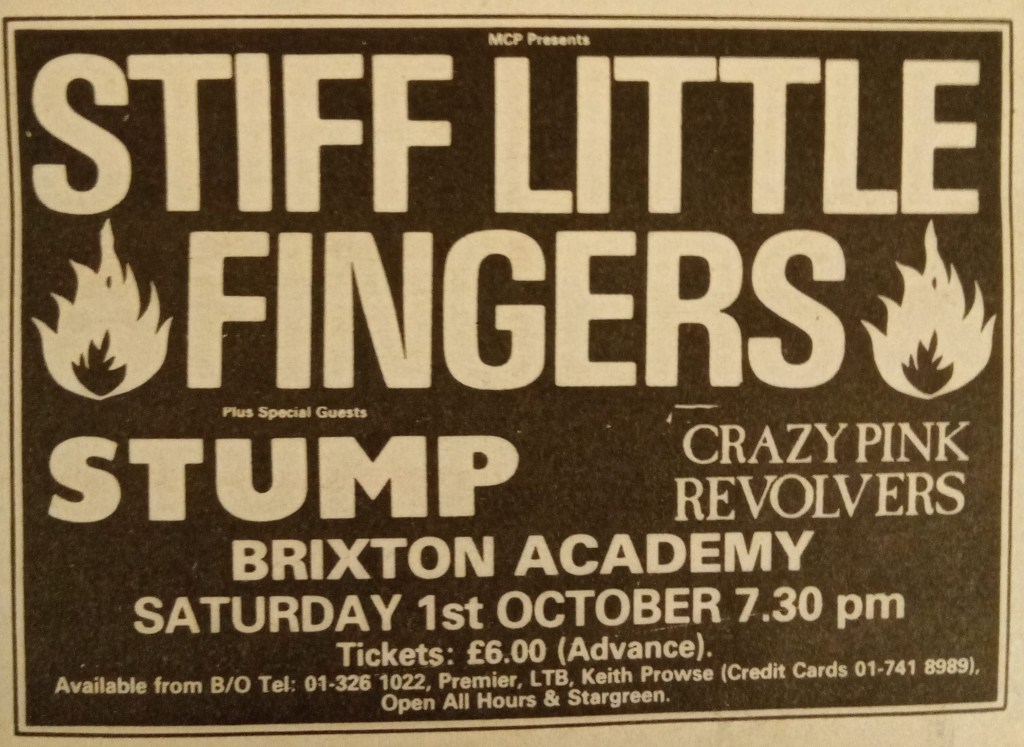 MCP Presents
STIFF LITTLE
FINGERS
Plus Special Guests
STUMP
CRAZY PINK
REVOLVERS
BRIXTON ACADEMY
SATURDAY 1st OCTOBER 7.30 pm
Tickets: £6.00 (Advance).
Available from B/O Tel: 01-326 1022, Premier, LTB, Keith Prowse (Credit Cards 01-741 8989),
Open All Hours & Stargreen.